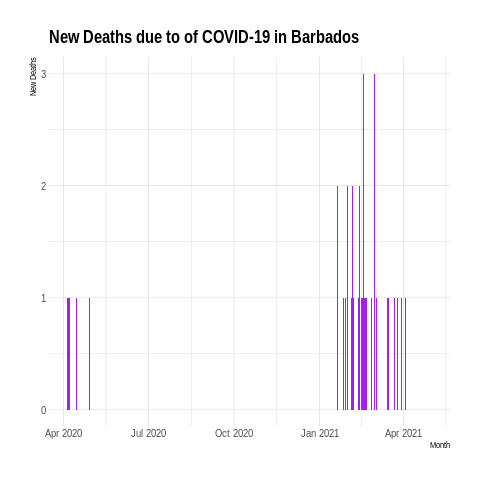 New Deaths due to of COVID-19 in Barbados
New Deaths
3
2
1
0
Apr 2020 Jul 2020 Oct 2020 Jan 2021 Apr 2021
Month